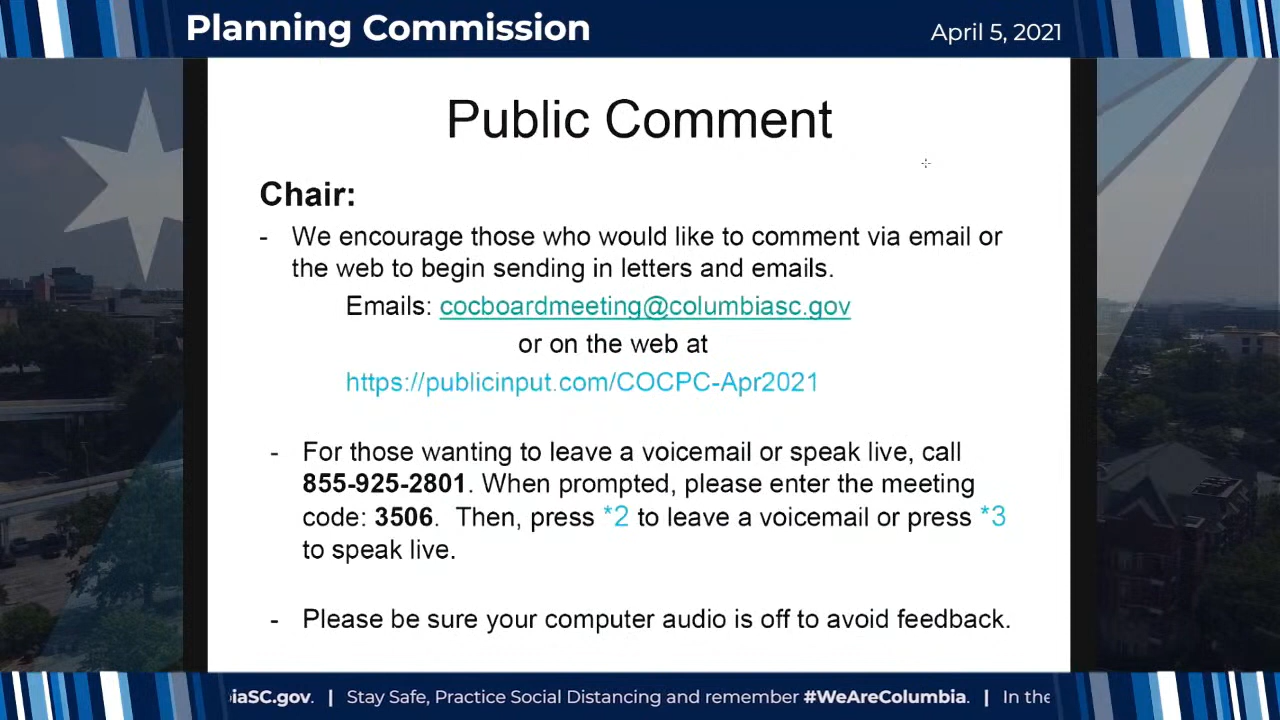 Planning Commission
April 5, 2021
Public Comment
Chair:
- We encourage those who would like to comment via email or
the web to begin sending in letters and emails.
Emails: cocboardmeeting@columbiasc.gov
or on the web at
https://publicinput.com/COCPC-Apr2021
- For those wanting to leave a voicemail or speak live, call
855-925-2801. When prompted, please enter the meeting
code: 3506. Then, press *2 to leave a voicemail or press *3
to speak live.
- Please be sure your computer audio is off to avoid feedback.
iaSC.gov. | Stay Safe, Practice Social Distancing and remember #WeAreColumbia. | In the